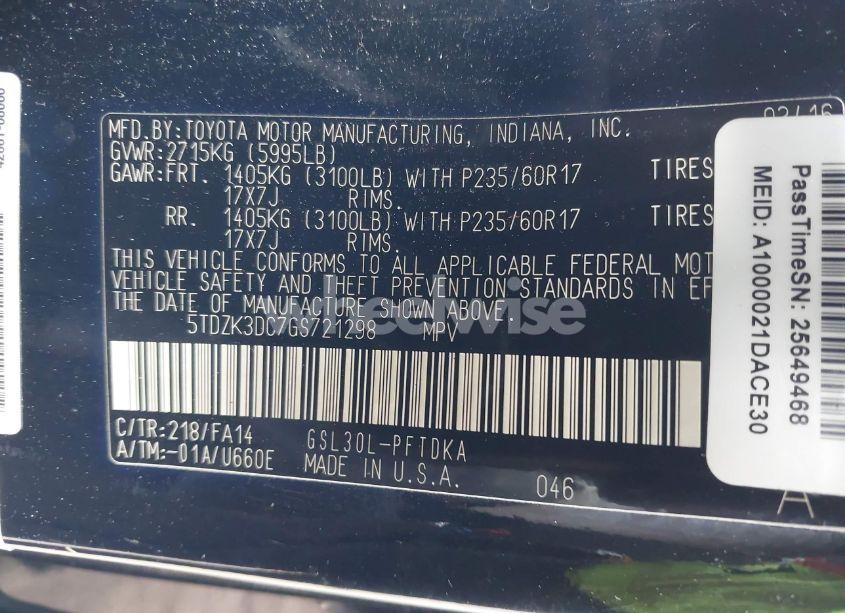 02/16
MFD.BY:TOYOTA MOTOR MANUFACTURING, INDIANA, INC.
GVWR:2715KG (5995LB)
GAWR:FRT. 1405KG (3100LB) WITH P235/60R17 TIRES
17X7J RIMS.
RR. 1405KG (3100LB) WITH P235/60R17 TIRES
17X7J RIMS.
THIS VEHICLE CONFORMS TO ALL APPLICABLE FEDERAL MOT
VEHICLE SAFETY AND THEFT PREVENTION STANDARDS IN EF
THE DATE OF MANUFACTURE SHOWN ABOVE.
5TDZK3DC7GS721298 MPV
C/TR:218/FA14 GSL30L-PFTDKA
A/TM:-01A/U660E MADE IN U.S.A. 046
A
PassTimeSN: 25649468
MEID: A1000021DACE30